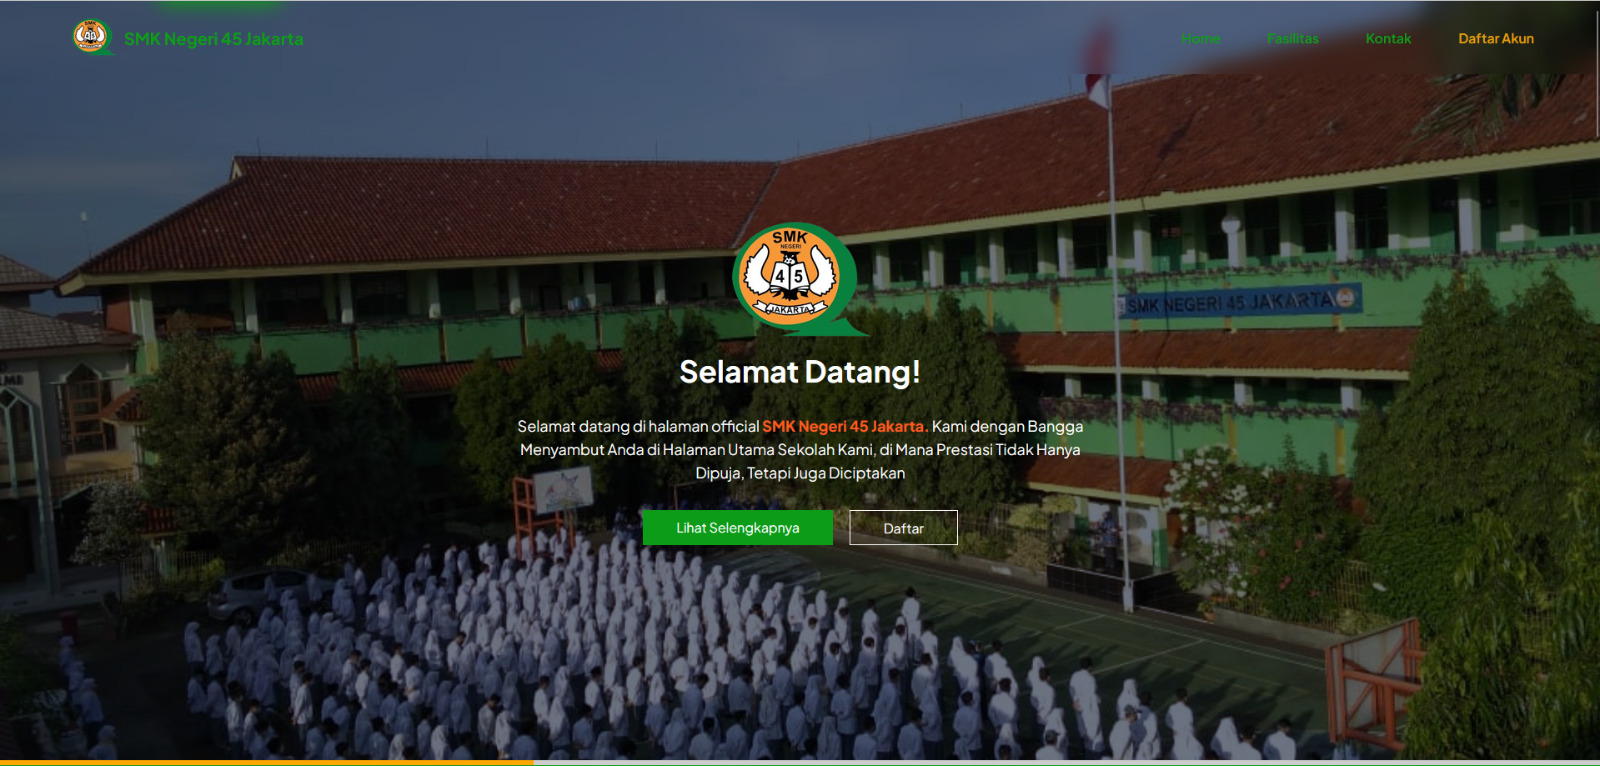 SMK Negeri 45 Jakarta
Home
Fasilitas
Kontak
Daftar Akun
SMK
NEGERI
4 5
JAKARTA
SMK NEGERI 45 JAKARTA
Selamat Datang!
Selamat datang di halaman official SMK Negeri 45 Jakarta. Kami dengan Bangga
Menyambut Anda di Halaman Utama Sekolah Kami, di Mana Prestasi Tidak Hanya
Dipuja, Tetapi Juga Diciptakan
Lihat Selengkapnya
Daftar